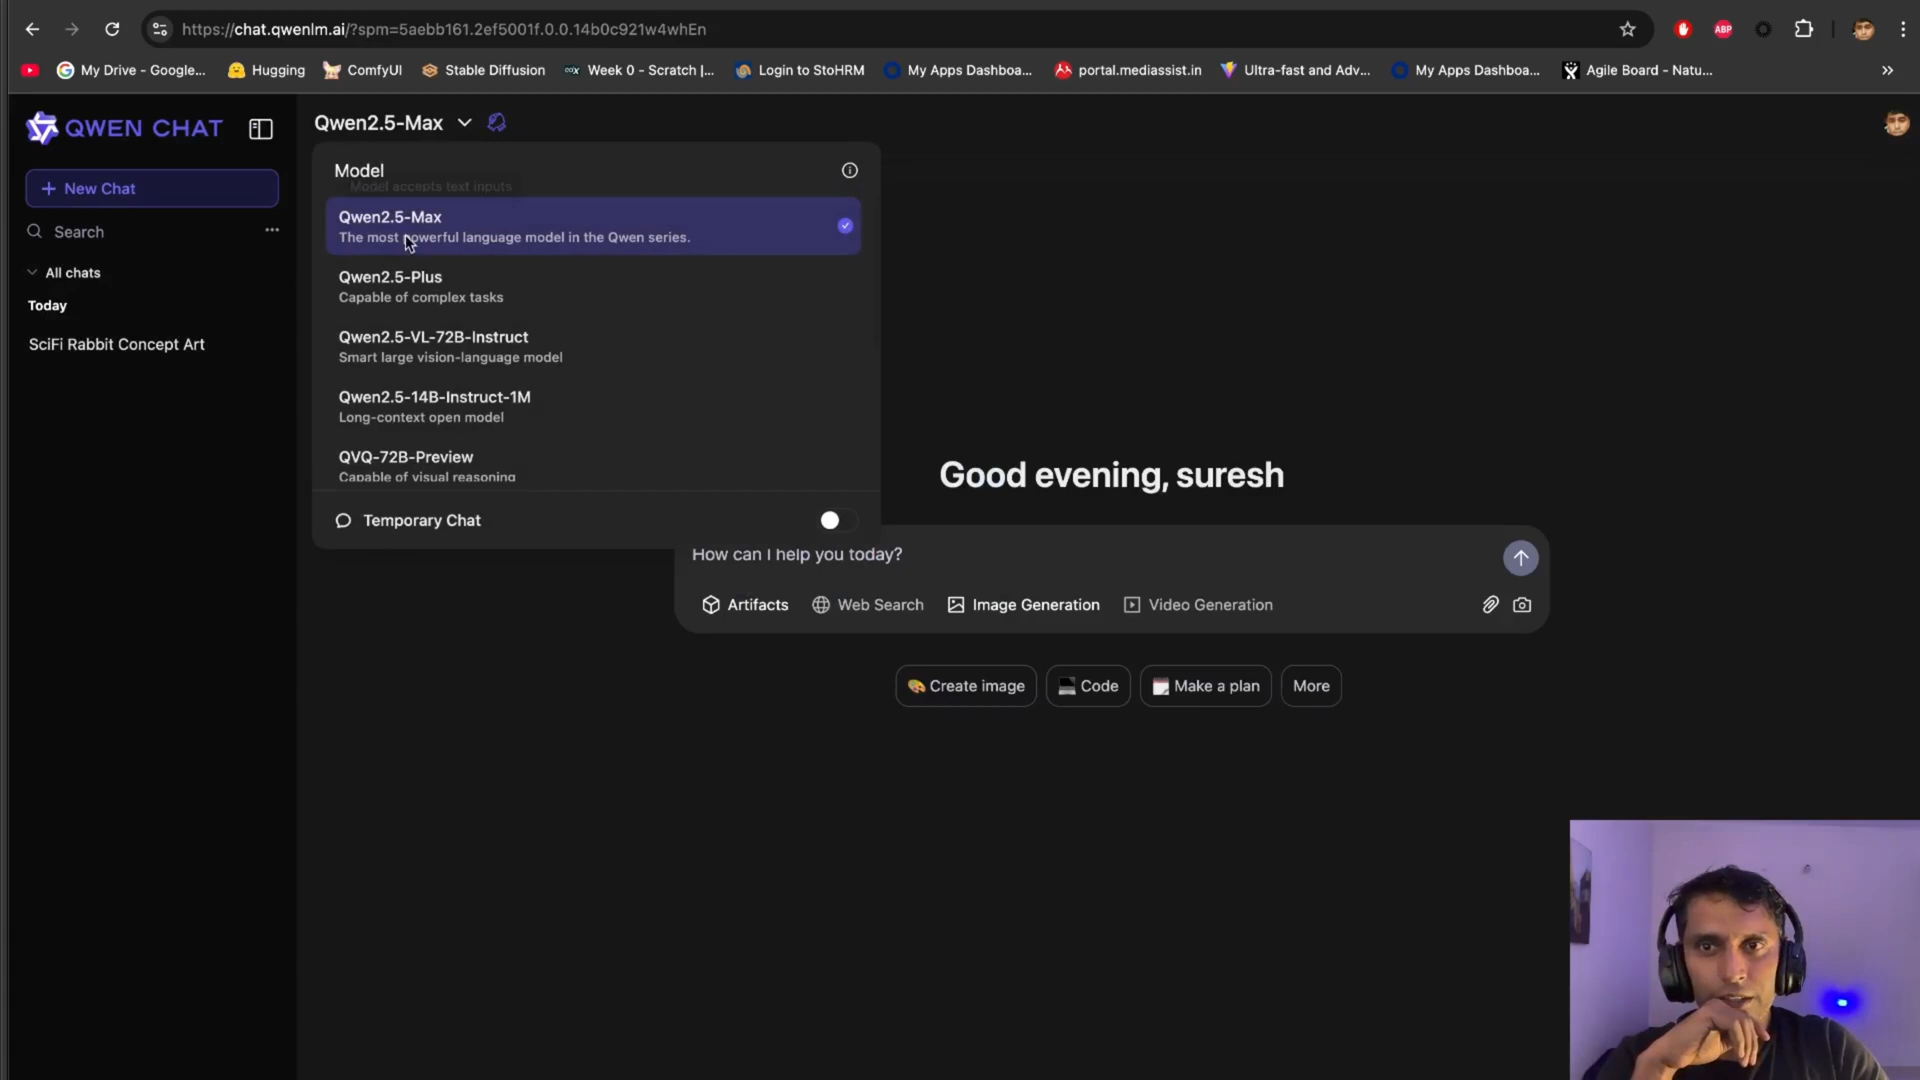 https://chat.qwenlm.ai/?spm=5aebb161.2ef5001f.0.0.14b0c921w4whEn
ABP
My Drive - Google...
Hugging
ComfyUI
Stable Diffusion
Week 0 - Scratch |...
Login to StoHRM
My Apps Dashboa...
portal.mediassist.in
Ultra-fast and Adv...
My Apps Dashboa...
Agile Board - Natu...
QWEN CHAT
New Chat
Search
All chats
Today
SciFi Rabbit Concept Art
Qwen2.5-Max
Model
Model accepts text inputs
Qwen2.5-Max
The most powerful language model in the Qwen series.
Qwen2.5-Plus
Capable of complex tasks
Qwen2.5-VL-72B-Instruct
Smart large vision-language model
Qwen2.5-14B-Instruct-1M
Long-context open model
QVQ-72B-Preview
Capable of visual reasoning
Temporary Chat
Good evening, suresh
How can I help you today?
Artifacts
Web Search
Image Generation
Video Generation
Create image
Code
Make a plan
More